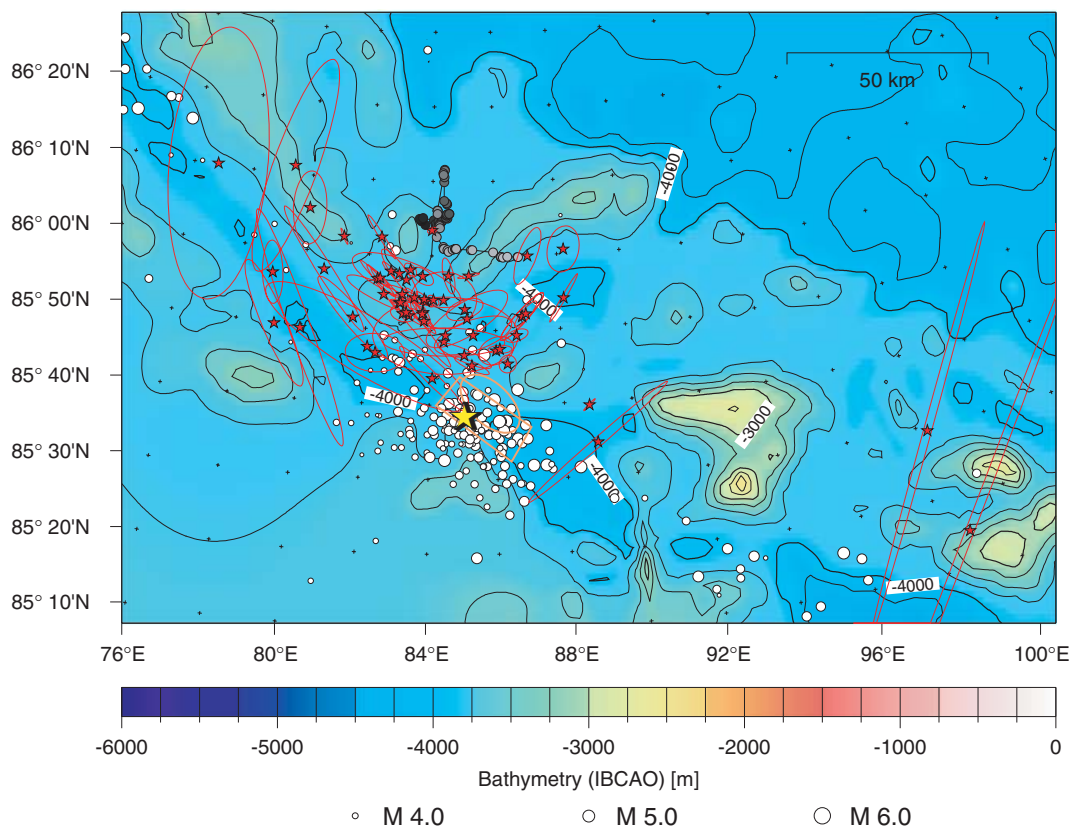 86° 20'N
50 km
86° 10'N
-4000
86° 00'N
85° 50'N
-4000
85° 40'N
-4000
-3000
85° 30'N
-4000
85° 20'N
-4000
85° 10'N
76°E 80°E 84°E 88°E 92°E 96°E 100°E
-6000 -5000 -4000 -3000 -2000 -1000 0
Bathymetry (IBCAO) [m]
M 4.0 M 5.0 M 6.0